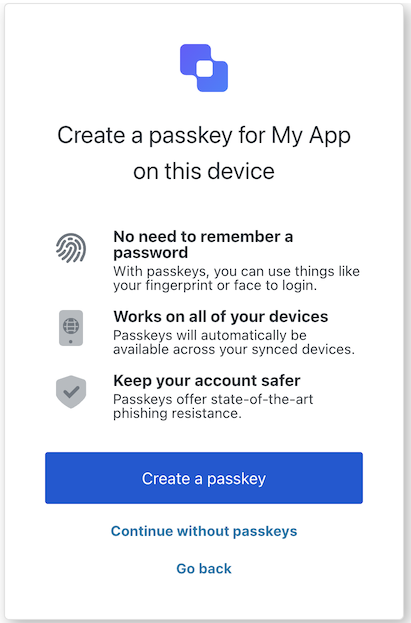 Create a passkey for My App
on this device
No need to remember a
password
With passkeys, you can use things like
your fingerprint or face to login.
Works on all of your devices
Passkeys will automatically be
available across your synced devices.
Keep your account safer
Passkeys offer state-of-the-art
phishing resistance.
Create a passkey
Continue without passkeys
Go back